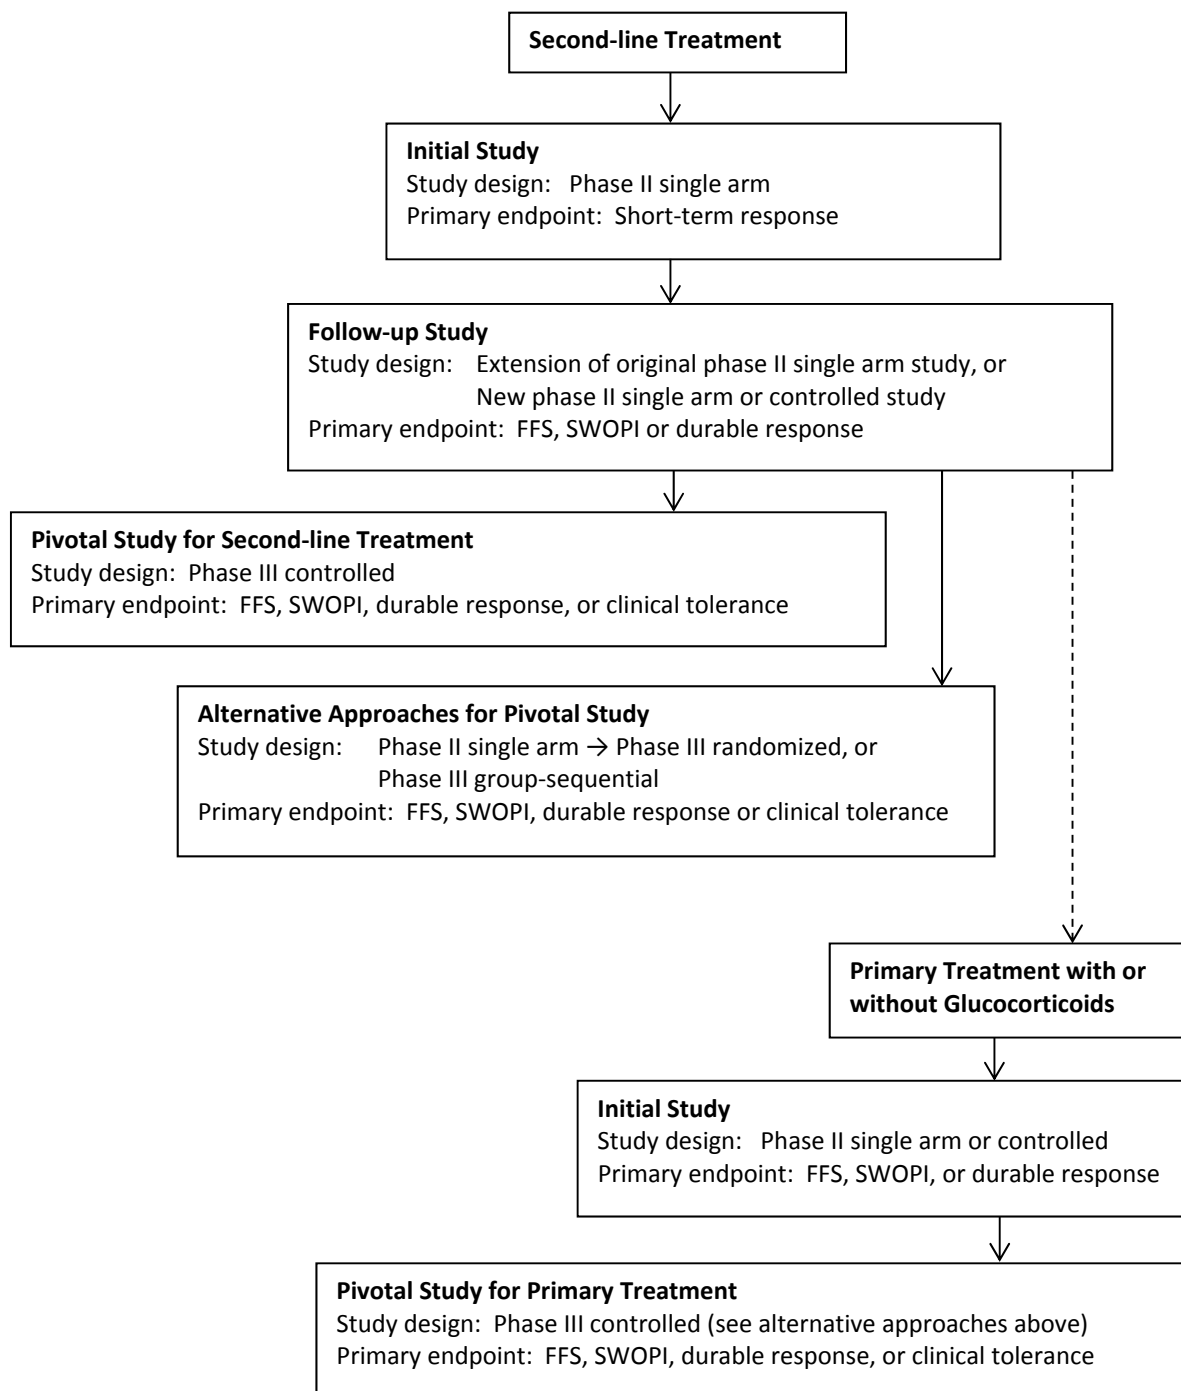 Second-line Treatment
Initial Study
Study design: Phase II single arm
Primary endpoint: Short-term response
Follow-up Study
Study design: Extension of original phase II single arm study, or
New phase II single arm or controlled study
Primary endpoint: FFS, SWOPI or durable response
Pivotal Study for Second-line Treatment
Study design: Phase III controlled
Primary endpoint: FFS, SWOPI, durable response, or clinical tolerance
Alternative Approaches for Pivotal Study
Study design: Phase II single arm → Phase III randomized, or
Phase III group-sequential
Primary endpoint: FFS, SWOPI, durable response or clinical tolerance
Primary Treatment with or
without Glucocorticoids
Initial Study
Study design: Phase II single arm or controlled
Primary endpoint: FFS, SWOPI, or durable response
Pivotal Study for Primary Treatment
Study design: Phase III controlled (see alternative approaches above)
Primary endpoint: FFS, SWOPI, durable response, or clinical tolerance